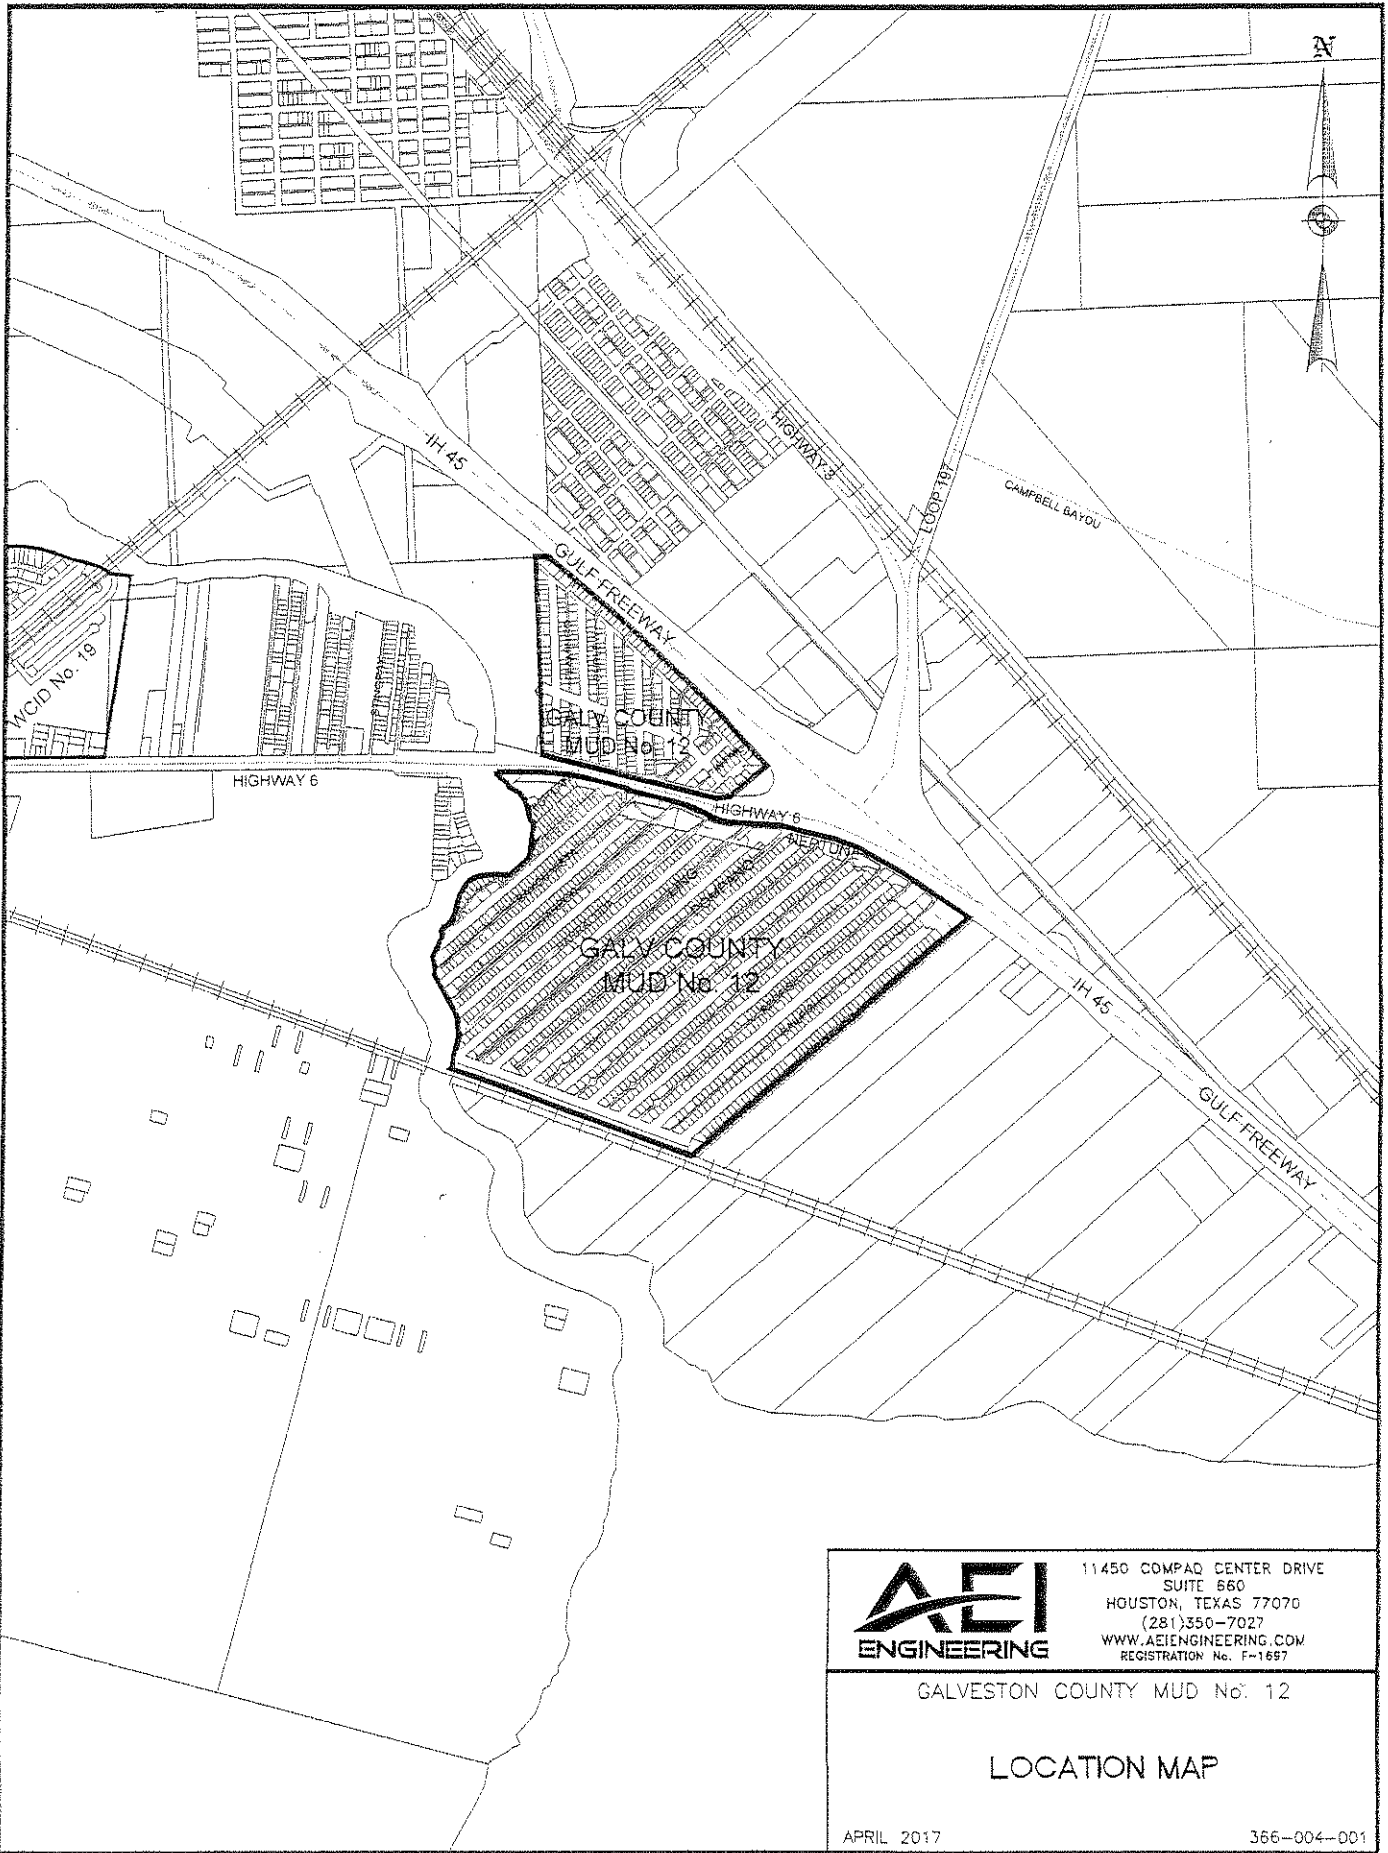 N
IH 45
HIGHWAY 3
LOOP 197
CAMPBELL BAYOU
GULF FREEWAY
WCID No. 19
GALV COUNTY
MUD No. 12
HIGHWAY 6
HIGHWAY 6
NEPTUNE
GALV COUNTY
MUD No. 12
IH 45
GULF FREEWAY
AEI
ENGINEERING
11450 COMPAQ CENTER DRIVE
SUITE 660
HOUSTON, TEXAS 77070
(281)350-7027
WWW.AEIENGINEERING.COM
REGISTRATION No. F-1697
GALVESTON COUNTY MUD No. 12
LOCATION MAP
APRIL 2017
366-004-001